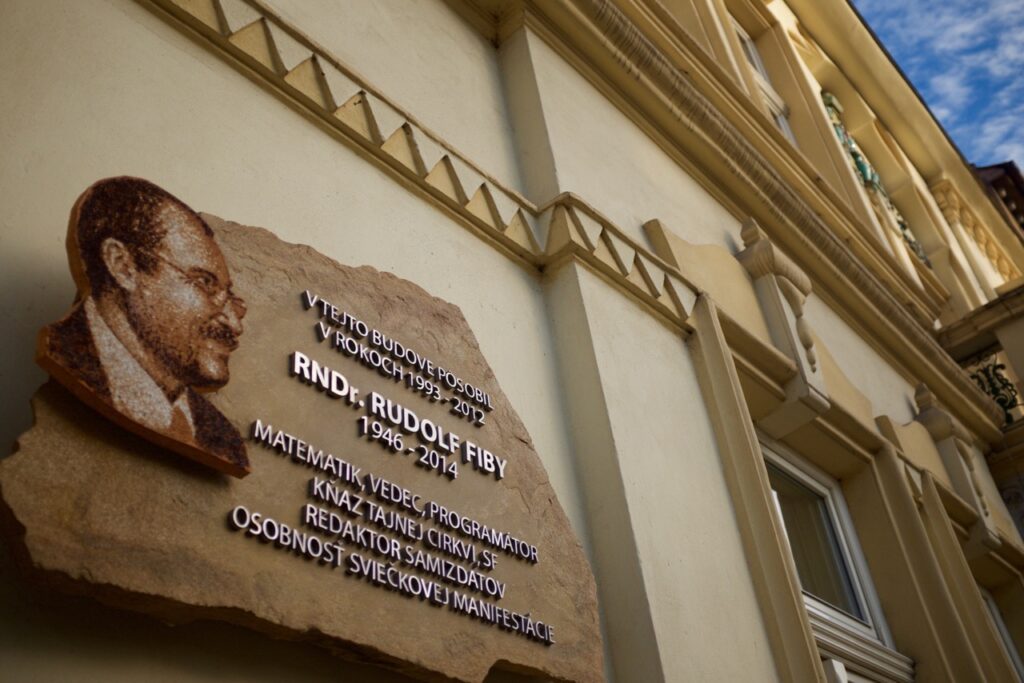 V TEJTO BUDOVE PÔSOBIL
V ROKOCH 1993 - 2012
RNDr. RUDOLF FIBY
1946 - 2014
MATEMATIK, VEDEC, PROGRAMÁTOR
KŇAZ TAJNEJ CIRKVI, SF
REDAKTOR SAMIZDATOV
OSOBNOSŤ SVIEČKOVEJ MANIFESTÁCIE